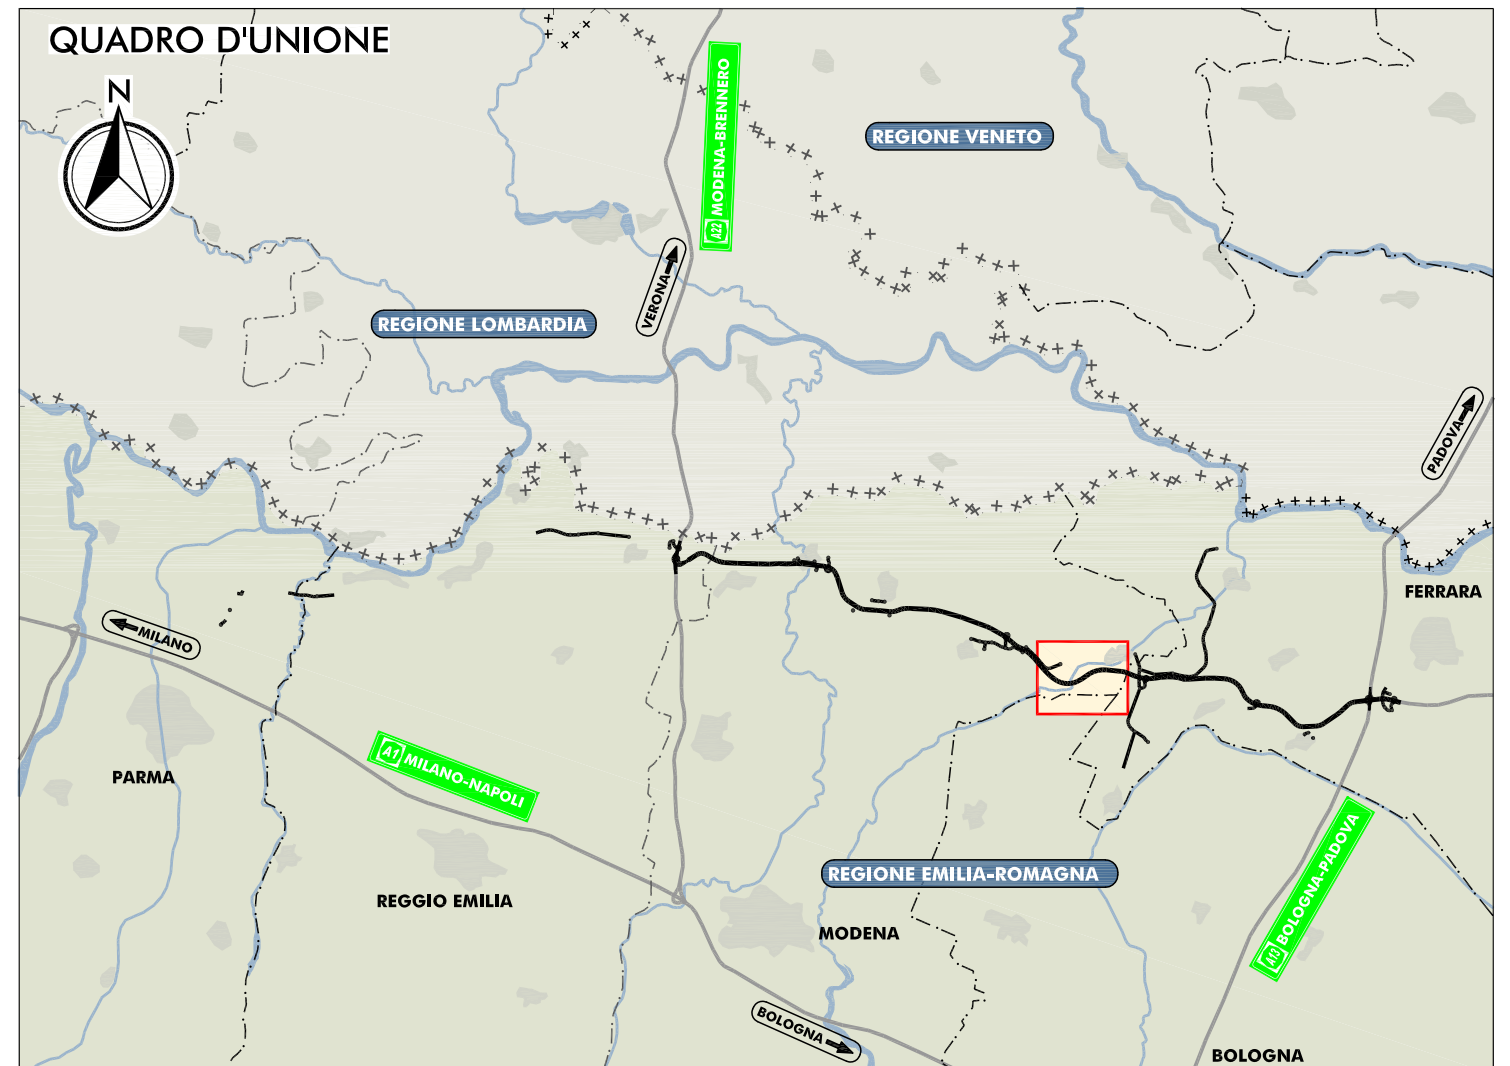 QUADRO D'UNIONE
N
A22 MODENA-BRENNERO
REGIONE VENETO
VERONA
REGIONE LOMBARDIA
PADOVA
FERRARA
MILANO
PARMA
A1 MILANO-NAPOLI
REGGIO EMILIA
REGIONE EMILIA-ROMAGNA
MODENA
A13 BOLOGNA-PADOVA
BOLOGNA
BOLOGNA